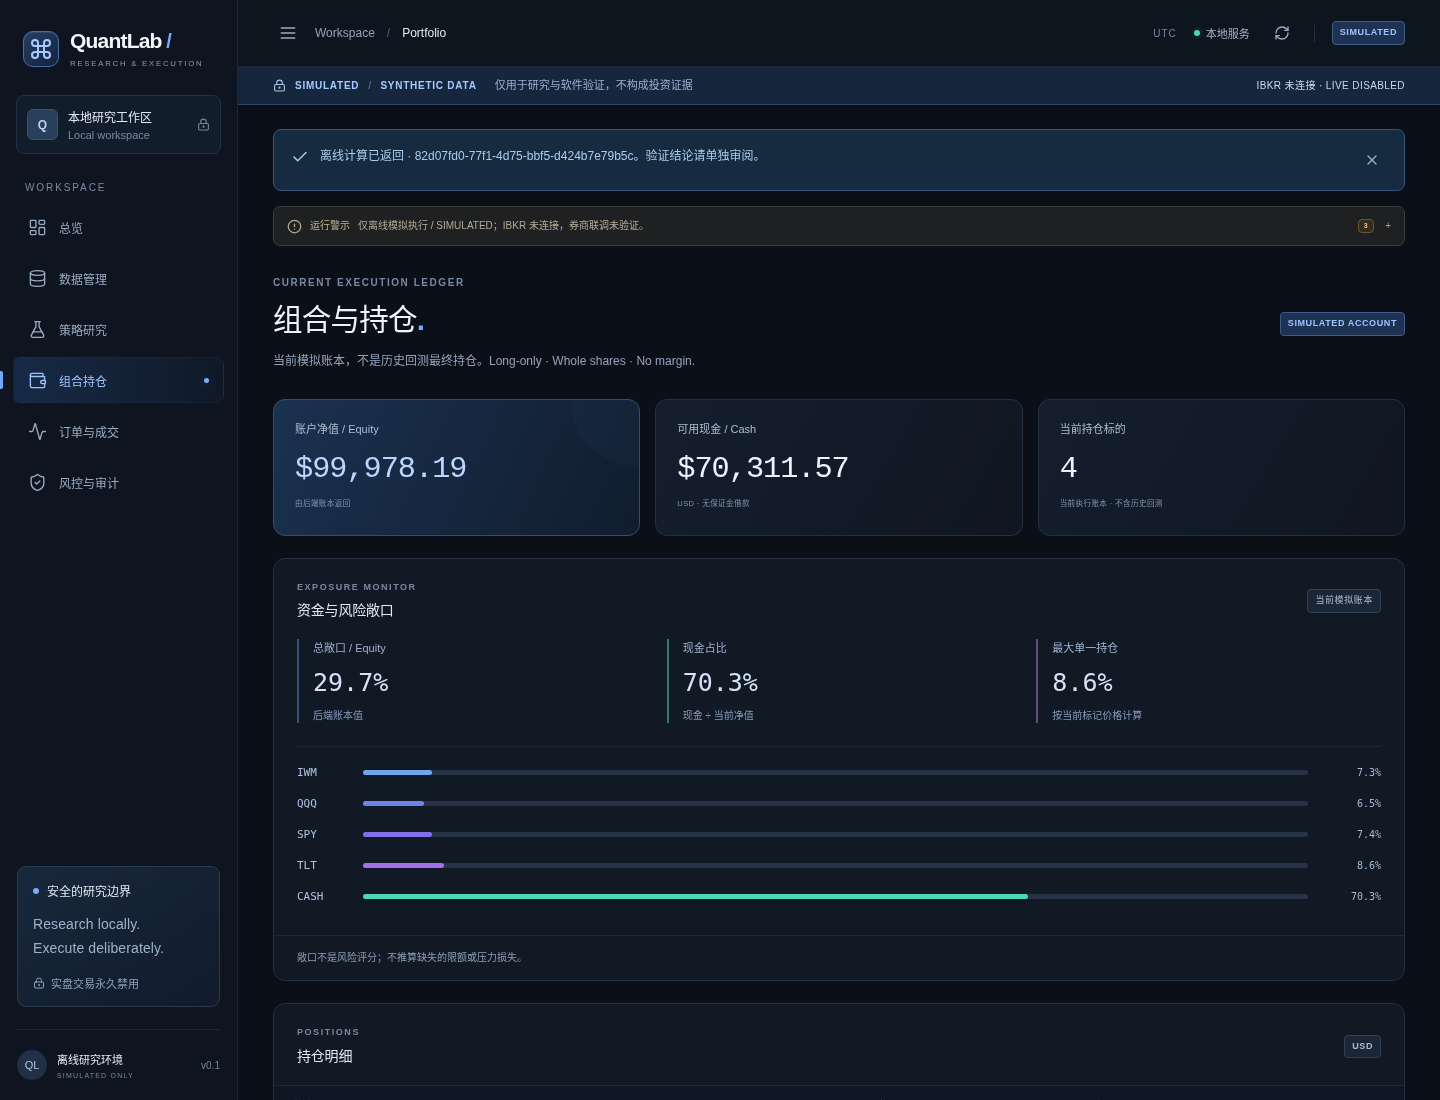 QuantLab /
RESEARCH & EXECUTION
Q
本地研究工作区
Local workspace
WORKSPACE
总览
数据管理
策略研究
组合持仓
订单与成交
风控与审计
安全的研究边界
Research locally.
Execute deliberately.
实盘交易永久禁用
QL
离线研究环境
SIMULATED ONLY
v0.1
Workspace / Portfolio
UTC
本地服务
SIMULATED
SIMULATED / SYNTHETIC DATA 仅用于研究与软件验证，不构成投资证据
IBKR 未连接 · LIVE DISABLED
离线计算已返回 · 82d07fd0-77f1-4d75-bbf5-d424b7e79b5c。验证结论请单独审阅。
运行警示 仅离线模拟执行 / SIMULATED；IBKR 未连接，券商联调未验证。
3 +
CURRENT EXECUTION LEDGER
组合与持仓.
当前模拟账本，不是历史回测最终持仓。Long-only · Whole shares · No margin.
SIMULATED ACCOUNT
账户净值 / Equity
$99,978.19
由后端账本返回
可用现金 / Cash
$70,311.57
USD · 无保证金借款
当前持仓标的
4
当前执行账本 · 不含历史回测
EXPOSURE MONITOR
资金与风险敞口
当前模拟账本
总敞口 / Equity
29.7%
后端账本值
现金占比
70.3%
现金 ÷ 当前净值
最大单一持仓
8.6%
按当前标记价格计算
IWM 7.3%
QQQ 6.5%
SPY 7.4%
TLT 8.6%
CASH 70.3%
敞口不是风险评分；不推算缺失的限额或压力损失。
POSITIONS
持仓明细
USD